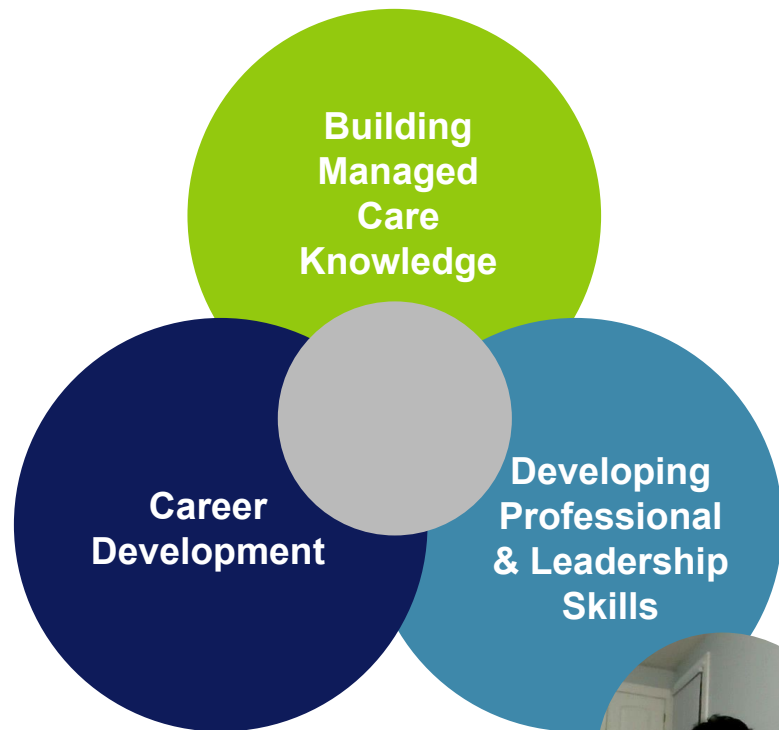 Building
Managed
Care
Knowledge
Career
Development
Developing
Professional
& Leadership
Skills